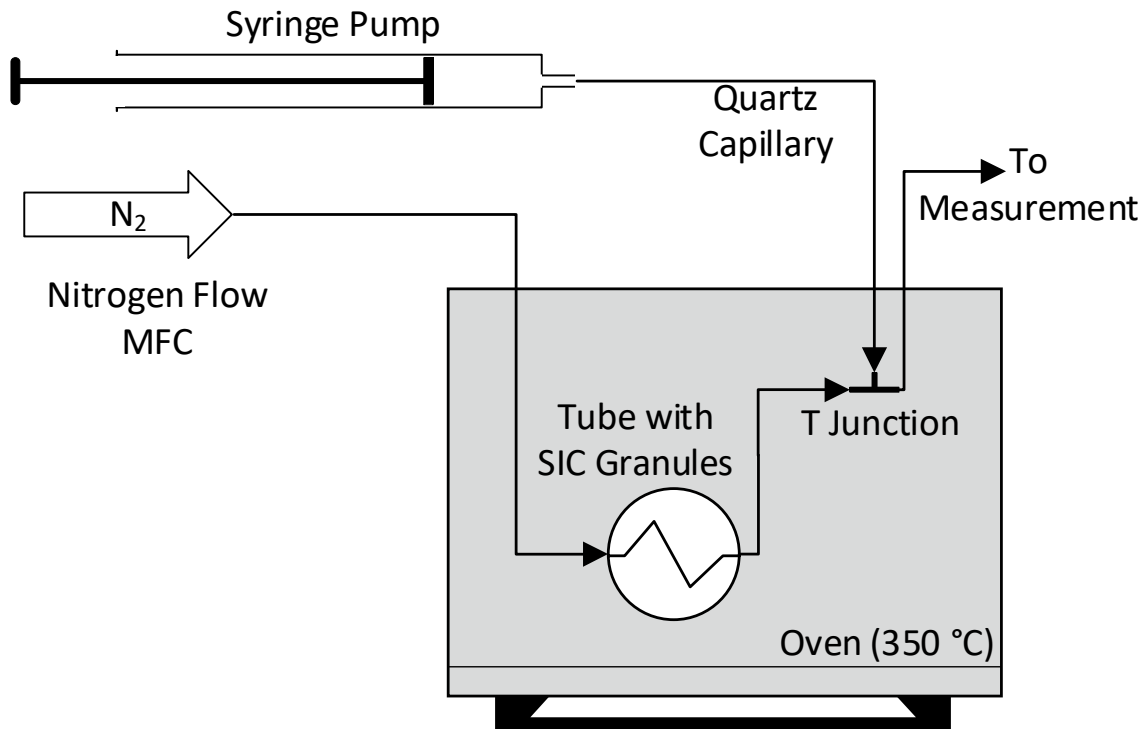 Syringe Pump
Quartz
Capillary
To
Measurement
N₂
Nitrogen Flow
MFC
T Junction
Tube with
SIC Granules
Oven (350 °C)